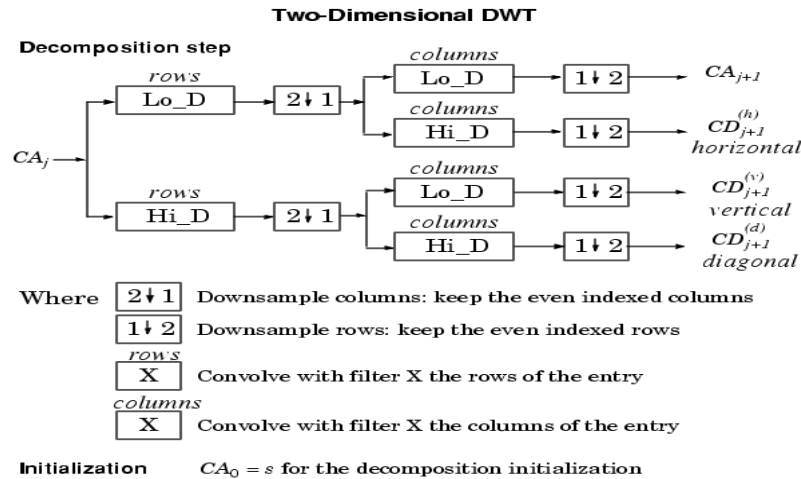 Two-Dimensional DWT
Decomposition step
columns
rows
Lo_D 2↓1 Lo_D 1↓2 CA_{j+1}
columns
Hi_D 1↓2 CD_{j+1}^{(h)}
horizontal
CA_j
columns
rows
Lo_D 1↓2 CD_{j+1}^{(v)}
vertical
Hi_D 2↓1
columns
Hi_D 1↓2 CD_{j+1}^{(d)}
diagonal
Where 2↓1 Downsample columns: keep the even indexed columns
1↓2 Downsample rows: keep the even indexed rows
rows
X Convolve with filter X the rows of the entry
columns
X Convolve with filter X the columns of the entry
Initialization CA_0 = s for the decomposition initialization